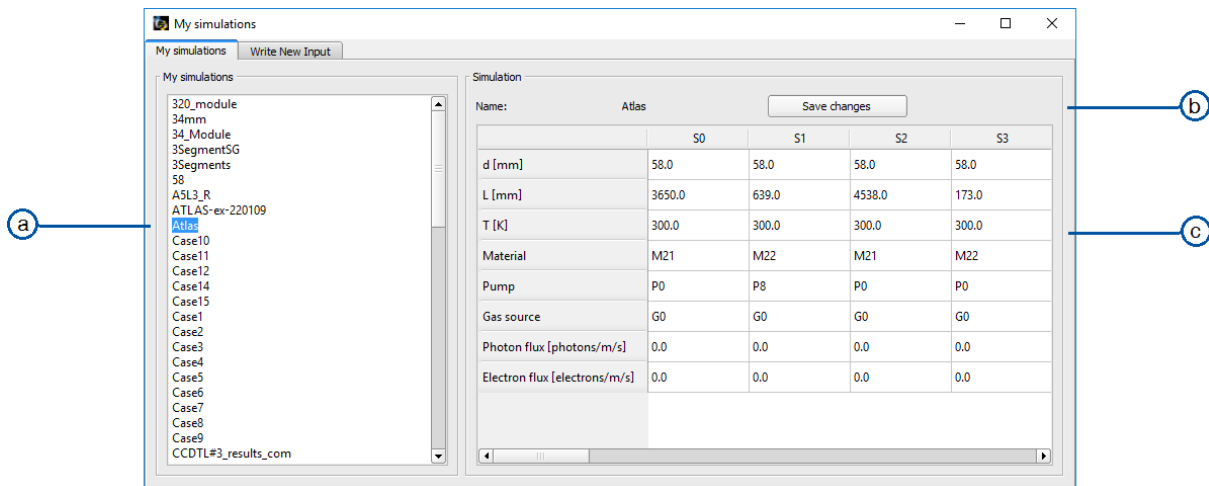 My simulations
My simulations Write New Input
My simulations
320_module
34mm
34_Module
3SegmentSG
3Segments
58
A5L3_R
ATLAS-ex-220109
Atlas
Case10
Case11
Case12
Case14
Case15
Case1
Case2
Case3
Case4
Case5
Case6
Case7
Case8
Case9
CCDTL#3_results_com
Simulation
Name: Atlas Save changes
S0 S1 S2 S3
d [mm] 58.0 58.0 58.0 58.0
L [mm] 3650.0 639.0 4538.0 173.0
T [K] 300.0 300.0 300.0 300.0
Material M21 M22 M21 M22
Pump P0 P8 P0 P0
Gas source G0 G0 G0 G0
Photon flux [photons/m/s] 0.0 0.0 0.0 0.0
Electron flux [electrons/m/s] 0.0 0.0 0.0 0.0
a
b
c